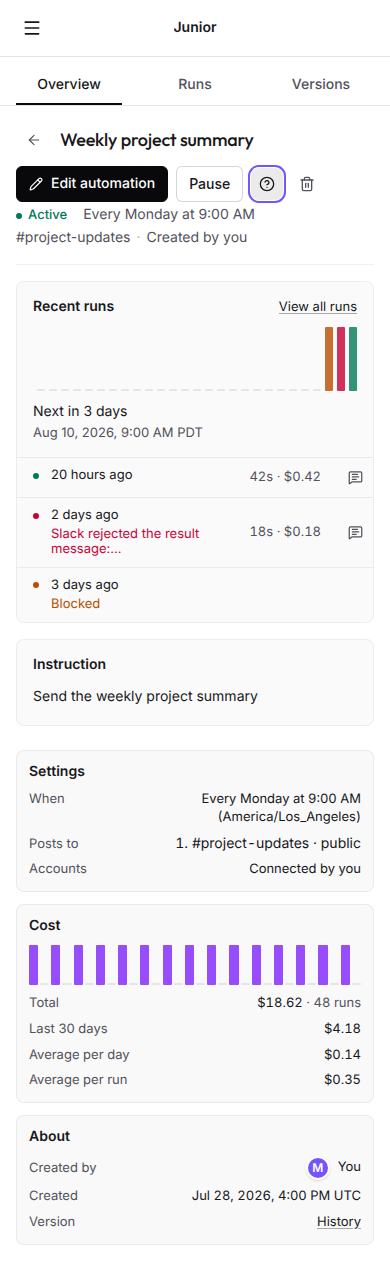 Junior
Overview Runs Versions
Weekly project summary
Edit automation Pause
Active Every Monday at 9:00 AM
#project-updates · Created by you
Recent runs View all runs
Next in 3 days
Aug 10, 2026, 9:00 AM PDT
20 hours ago 42s · $0.42
2 days ago
Slack rejected the result 18s · $0.18
message:...
3 days ago
Blocked
Instruction
Send the weekly project summary
Settings
When Every Monday at 9:00 AM
(America/Los_Angeles)
Posts to 1. #project-updates · public
Accounts Connected by you
Cost
Total $18.62 · 48 runs
Last 30 days $4.18
Average per day $0.14
Average per run $0.35
About
Created by M You
Created Jul 28, 2026, 4:00 PM UTC
Version History